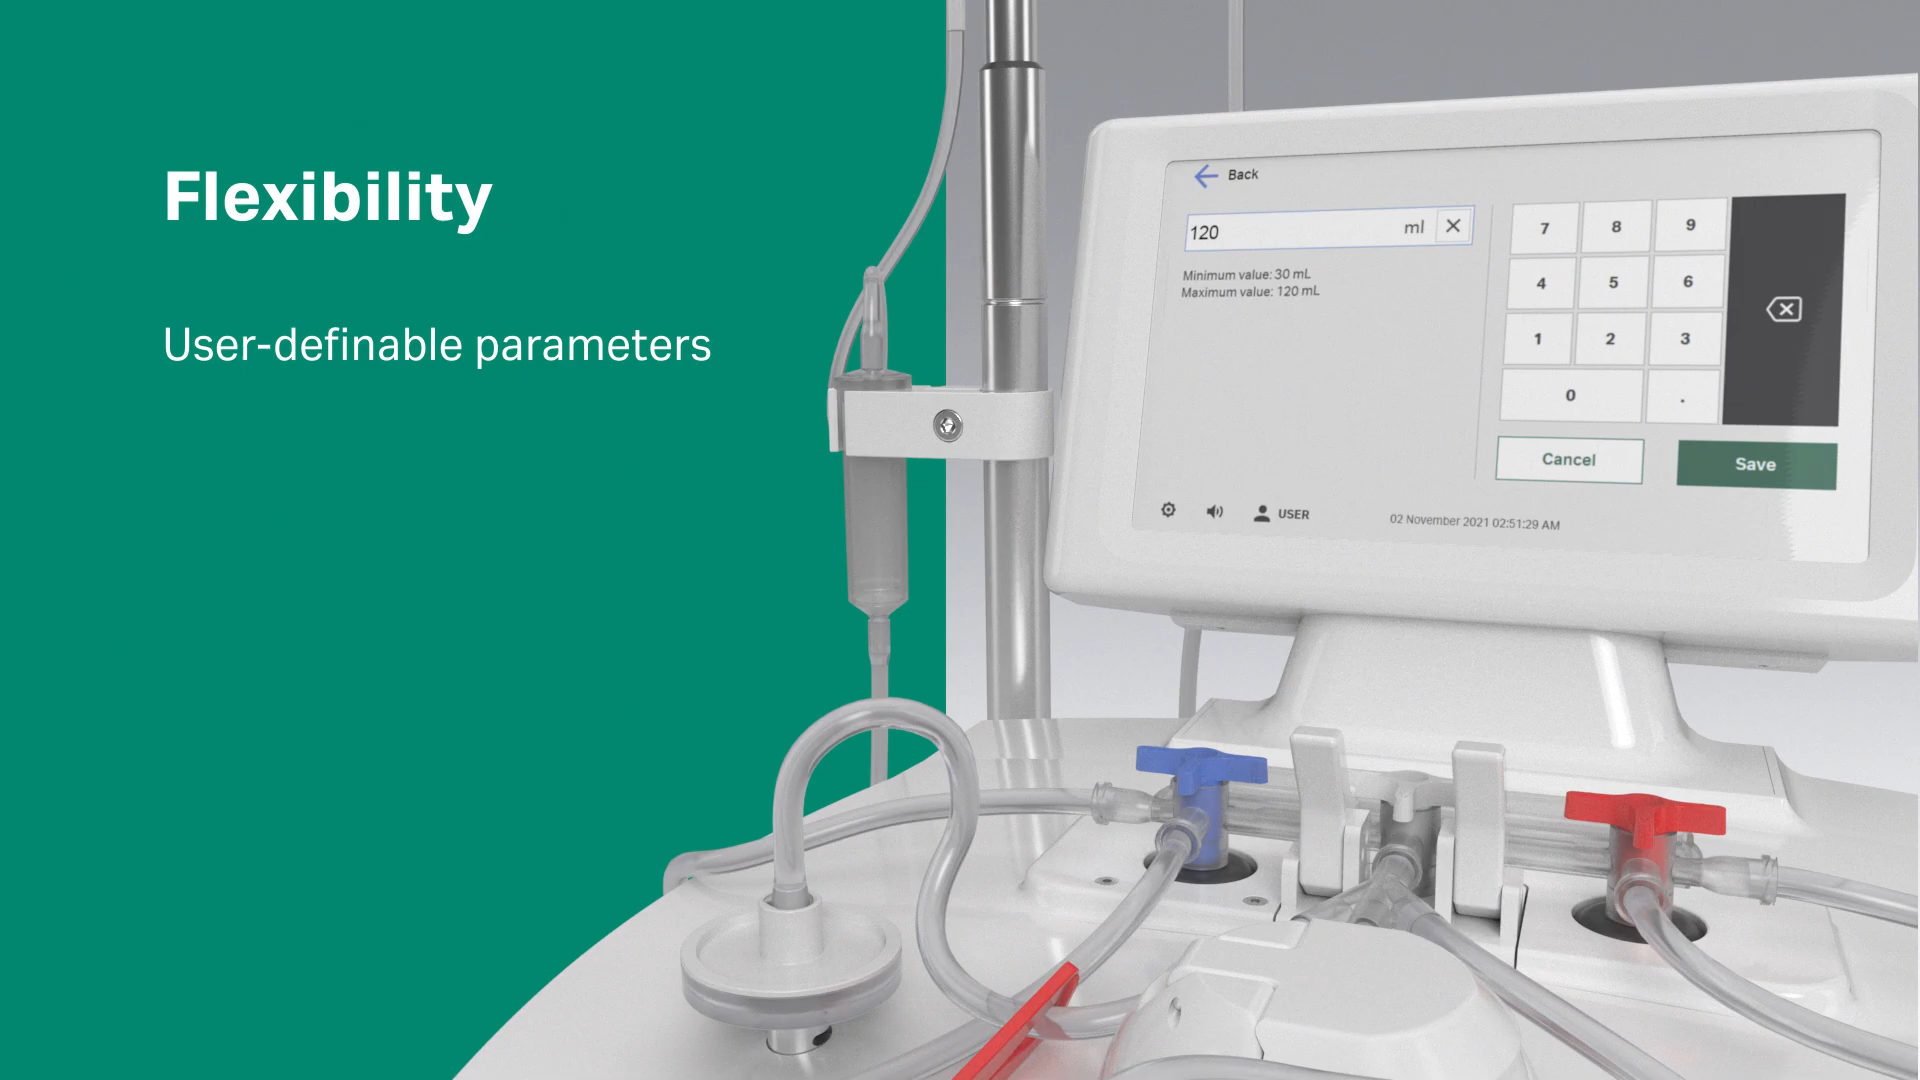 Flexibility
User-definable parameters
Back
120 ml
Minimum value: 30 mL
Maximum value: 120 mL
7 8 9
4 5 6
1 2 3
0 .
Cancel Save
USER 02 November 2021 02:51:29 AM